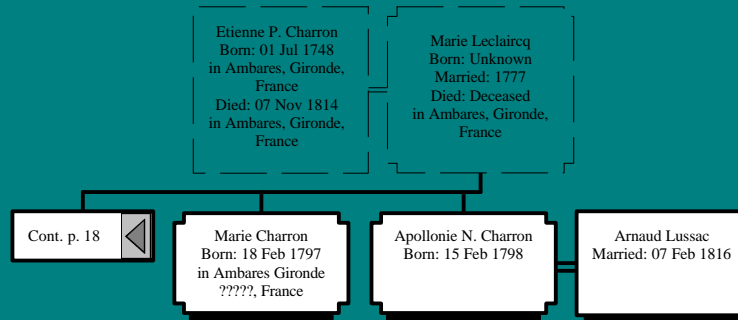 Etienne P. Charron
Born: 01 Jul 1748
in Ambares, Gironde,
France
Died: 07 Nov 1814
in Ambares, Gironde,
France
Marie Leclaircq
Born: Unknown
Married: 1777
Died: Deceased
in Ambares, Gironde,
France
Cont. p. 18
Marie Charron
Born: 18 Feb 1797
in Ambares Gironde
?????, France
Apollonie N. Charron
Born: 15 Feb 1798
Arnaud Lussac
Married: 07 Feb 1816